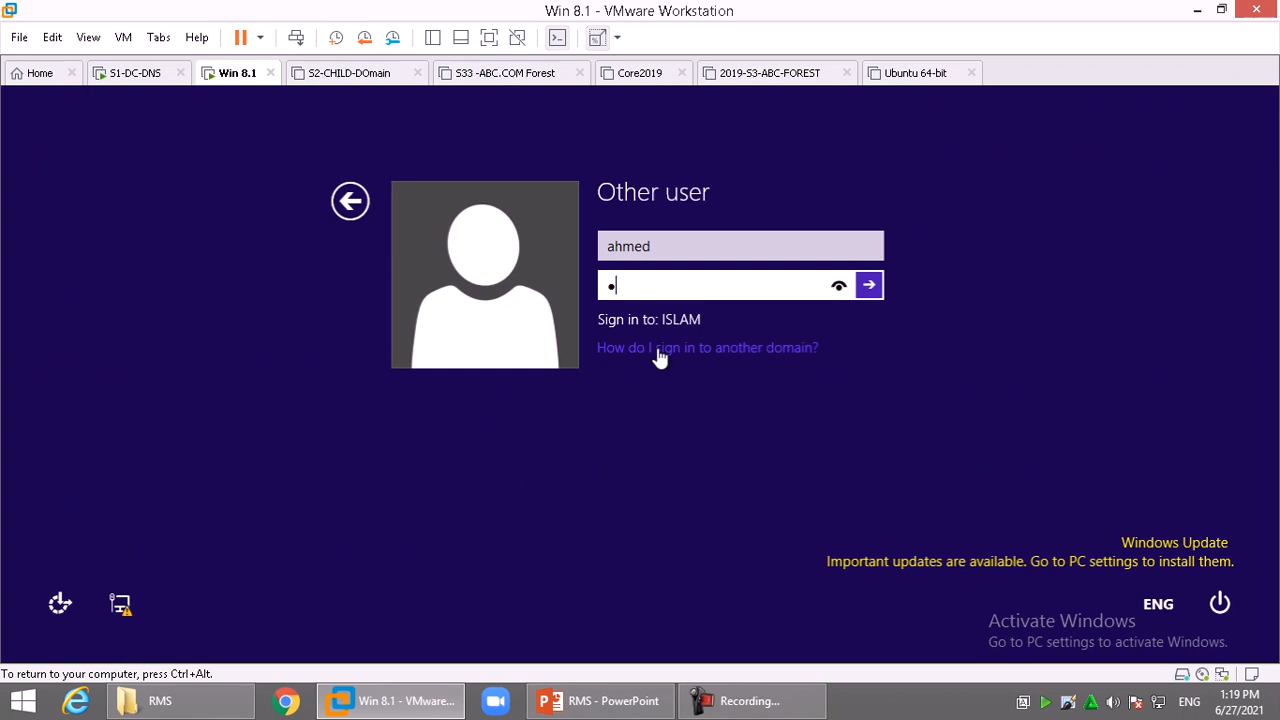 Win 8.1 - VMware Workstation
File Edit View VM Tabs Help
Home S1-DC-DNS Win 8.1 S2-CHILD-DOmain S33 -ABC.COM Forest Core2019 2019-S3-ABC-FOREST Ubuntu 64-bit
Other user
ahmed
Sign in to: ISLAM
How do I sign in to another domain?
Windows Update
Important updates are available. Go to PC settings to install them.
ENG
Activate Windows
Go to PC settings to activate Windows.
To return to your computer, press Ctrl+Alt.
RMS Win 8.1 - VMware... RMS - PowerPoint Recording... ENG 1:19 PM
6/27/2021